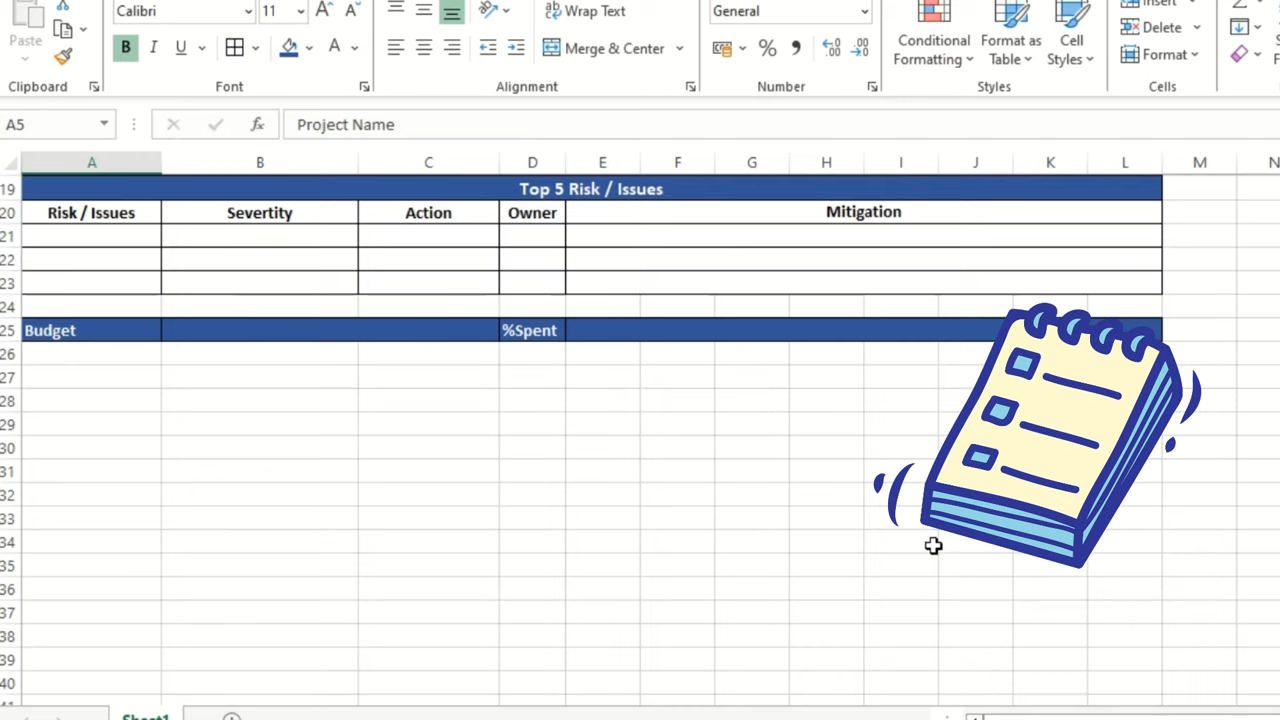 Calibri 11 Wrap Text General Insert
Paste B I U Merge & Center % , Conditional Formatting Format as Table Cell Styles Delete Format
Clipboard Font Alignment Number Styles Cells
A5 fx Project Name
A B C D E F G H I J K L M N
19 Top 5 Risk / Issues
20 Risk / Issues Severtity Action Owner Mitigation
21
22
23
24
25 Budget %Spent
26
27
28
29
30
31
32
33
34
35
36
37
38
39
40
41
Sheet1